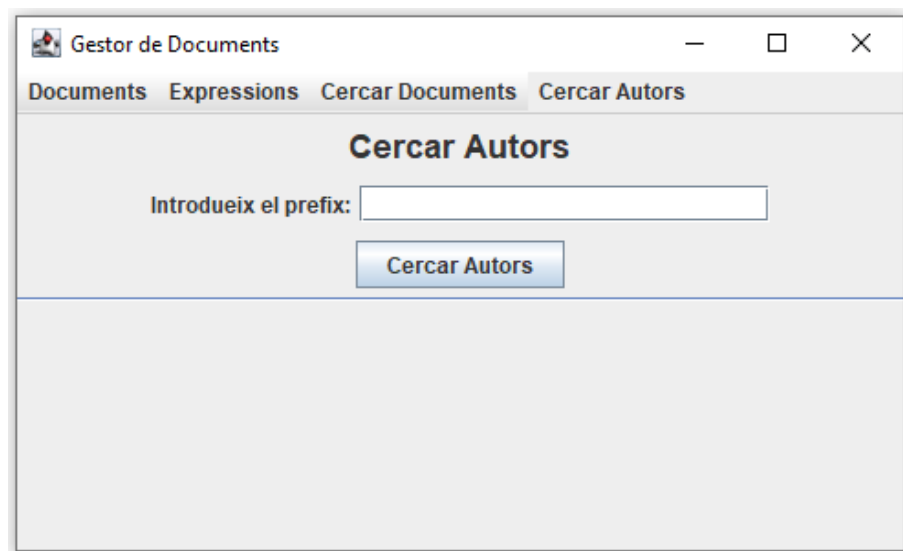 Gestor de Documents
Documents Expressions Cercar Documents Cercar Autors
Cercar Autors
Introdueix el prefix:
Cercar Autors